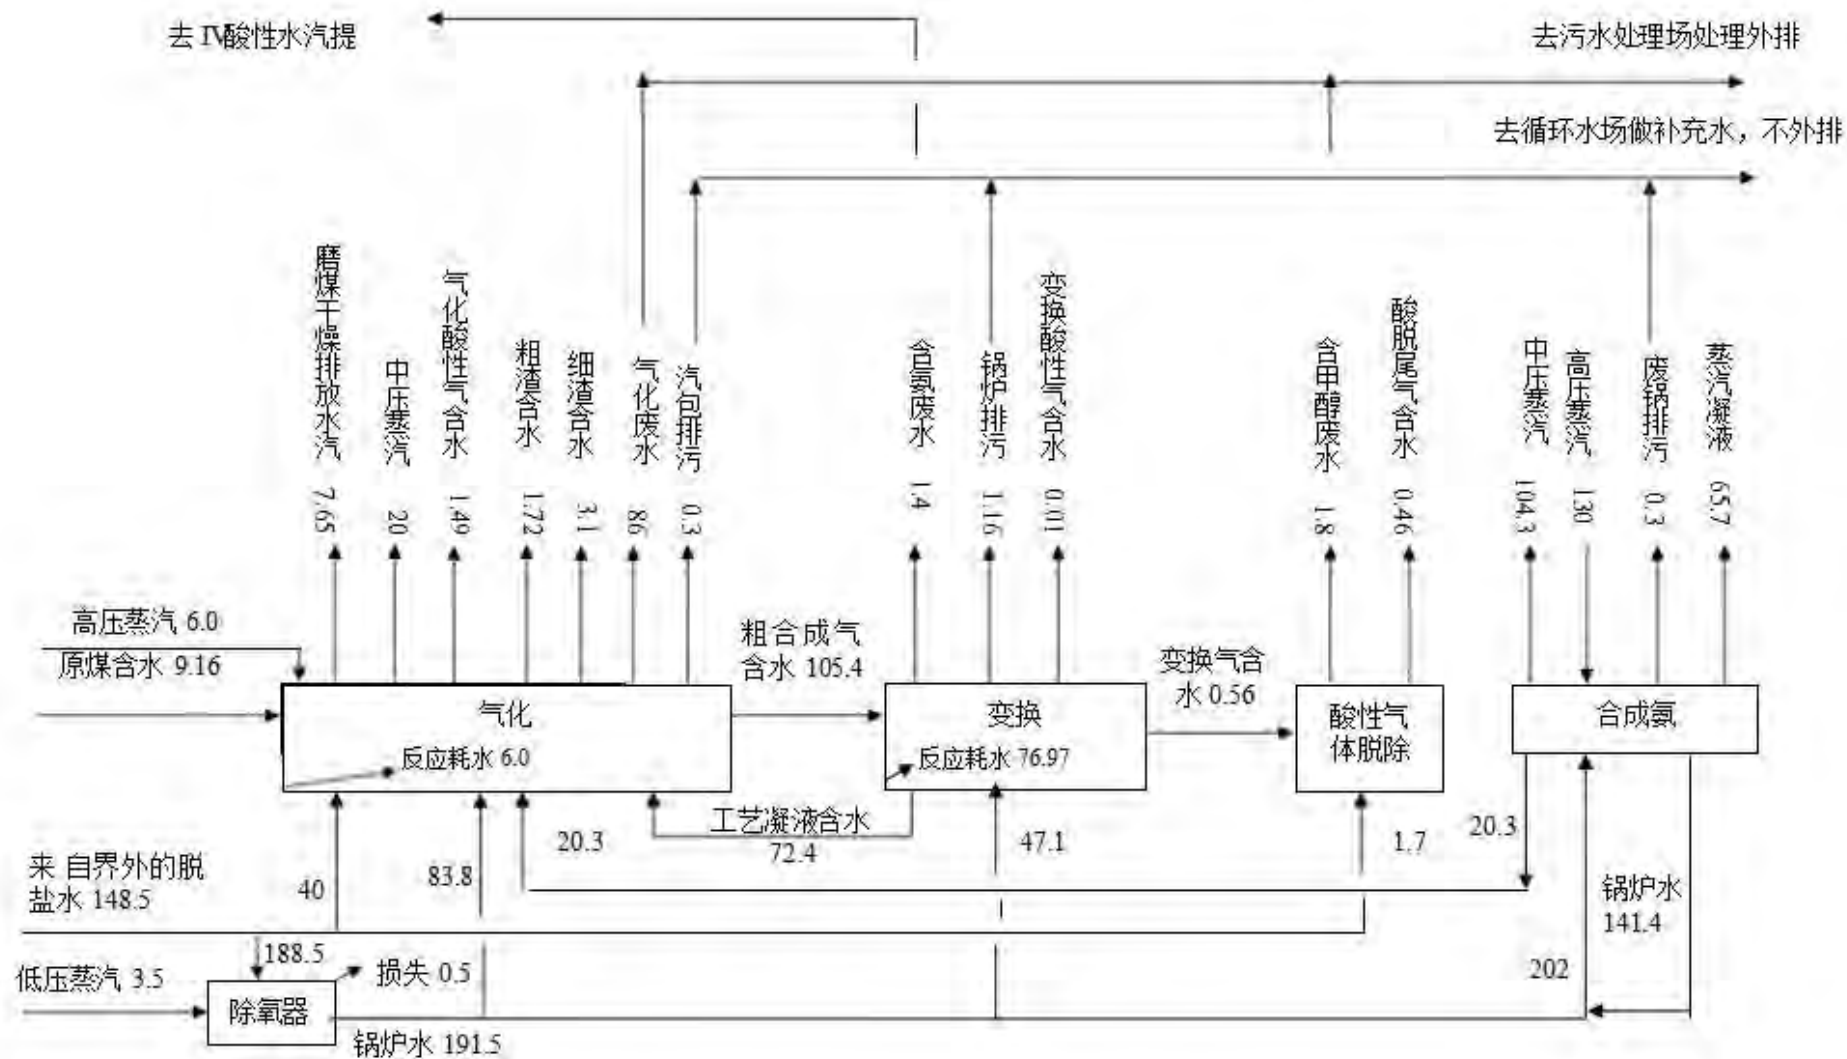 去 Ⅳ酸性水汽提
去污水处理场处理外排
去循环水场做补充水，不外排
磨煤干燥排放水汽 7.65
中压蒸汽 20
气化酸性气含水 1.49
粗渣含水 1.72
细渣含水 3.1
气化废水 86
汽包排污 0.3
含氨废水 1.4
锅炉排污 1.16
变换酸性气含水 0.01
含甲醇废水 1.8
酸脱尾气含水 0.46
中压蒸汽 104.3
高压蒸汽 130
废锅排污 0.3
蒸汽凝液 65.7
高压蒸汽 6.0
原煤含水 9.16
粗合成气
含水 105.4
变换气含
水 0.56
气化
反应耗水 6.0
变换
反应耗水 76.97
酸性气
体脱除
合成氨
工艺凝液含水
72.4
20.3
47.1
1.7
20.3
来 自界外的脱
盐水 148.5
40
83.8
锅炉水
141.4
188.5
损失 0.5
202
低压蒸汽 3.5
除氧器
锅炉水 191.5